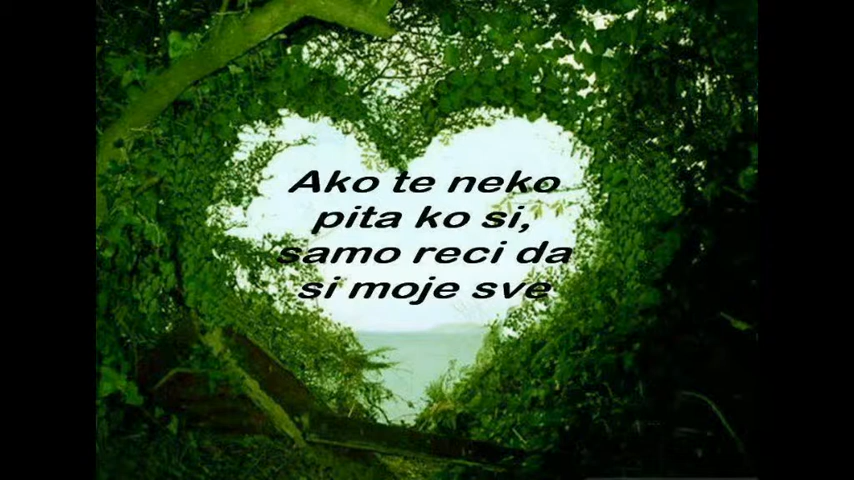 Ako te neko
pita ko si,
samo reci da
si moje sve